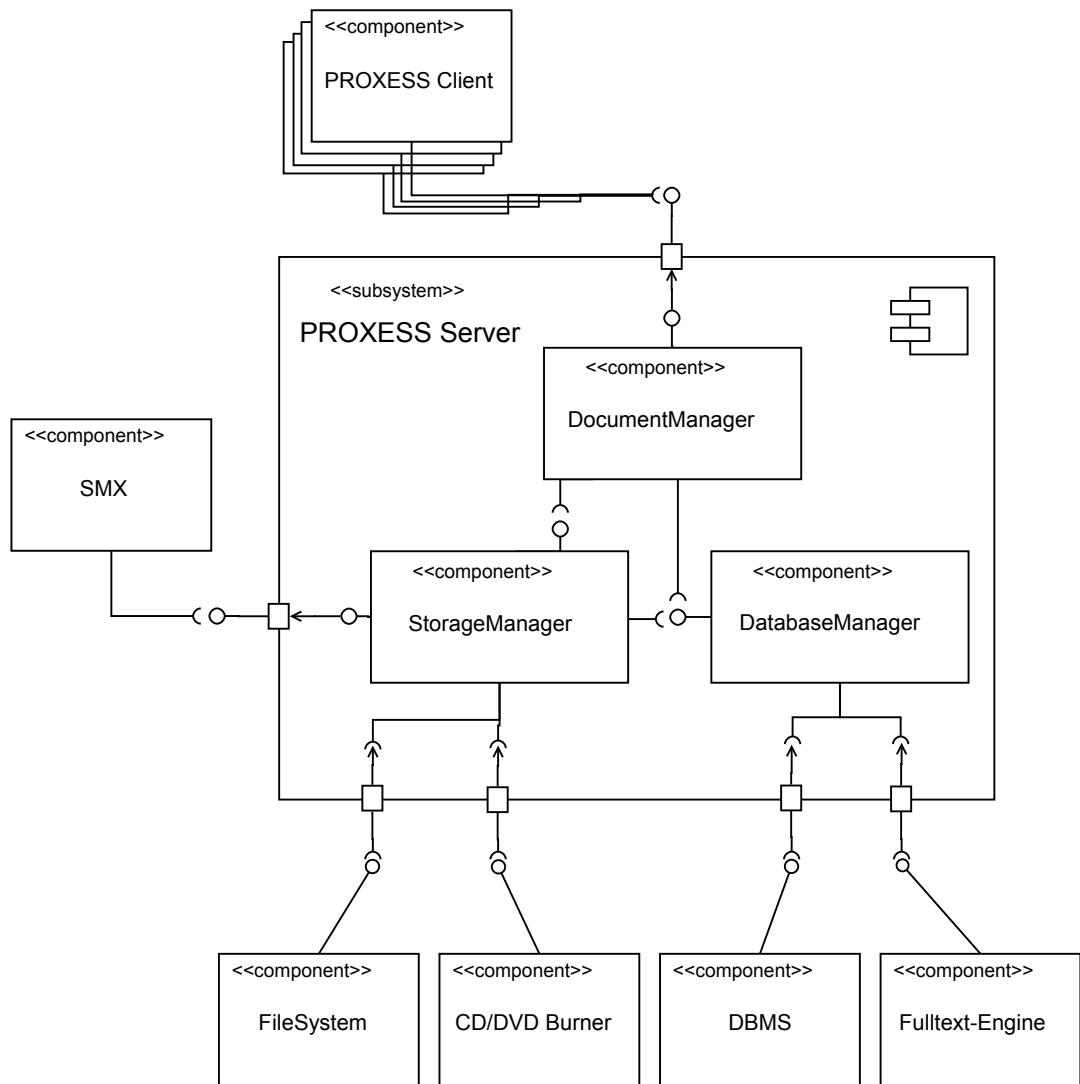 <<component>>
PROXESS Client
<<subsystem>>
PROXESS Server
<<component>>
DocumentManager
<<component>>
SMX
<<component>>
StorageManager
<<component>>
DatabaseManager
<<component>>
FileSystem
<<component>>
CD/DVD Burner
<<component>>
DBMS
<<component>>
Fulltext-Engine